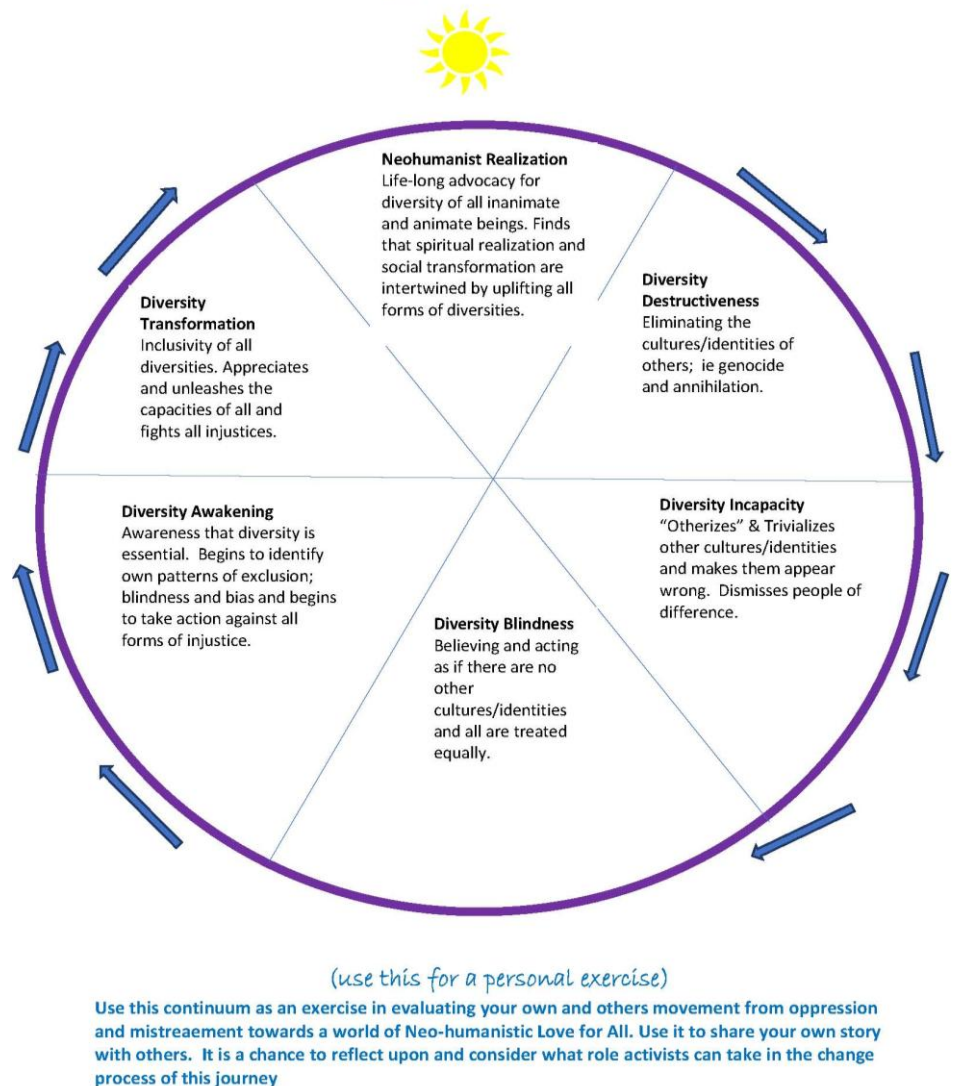 Neohumanist Realization
Life-long advocacy for
diversity of all inanimate
and animate beings. Finds
that spiritual realization and
social transformation are
intertwined by uplifting all
forms of diversities.
Diversity
Destructiveness
Eliminating the
cultures/identities of
others;  ie genocide
and annihilation.
Diversity Incapacity
“Otherizes” & Trivializes
other cultures/identities
and makes them appear
wrong.  Dismisses people of
difference.
Diversity Blindness
Believing and acting
as if there are no
other
cultures/identities
and all are treated
equally.
Diversity Awakening
Awareness that diversity is
essential.  Begins to identify
own patterns of exclusion;
blindness and bias and begins
to take action against all
forms of injustice.
Diversity
Transformation
Inclusivity of all
diversities. Appreciates
and unleashes the
capacities of all and
fights all injustices.
(use this for a personal exercise)
Use this continuum as an exercise in evaluating your own and others movement from oppression
and mistreaement towards a world of Neo-humanistic Love for All. Use it to share your own story
with others.  It is a chance to reflect upon and consider what role activists can take in the change
process of this journey